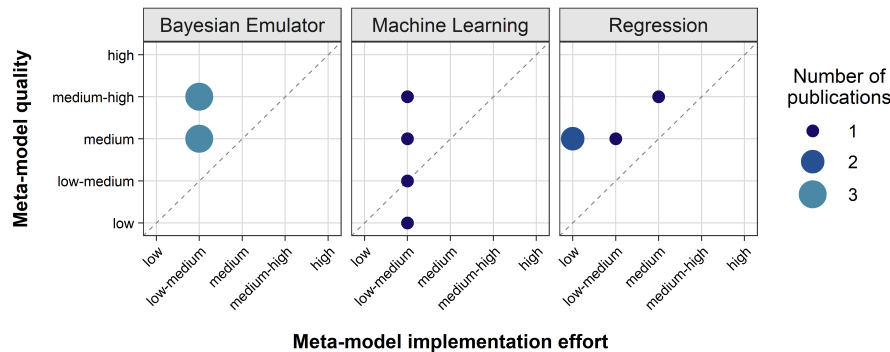 Bayesian Emulator
Machine Learning
Regression
Meta-model quality
high
medium-high
medium
low-medium
low
low
low-medium
medium
medium-high
high
low
low-medium
medium
medium-high
high
low
low-medium
medium
medium-high
high
Meta-model implementation effort
Number of
publications
1
2
3